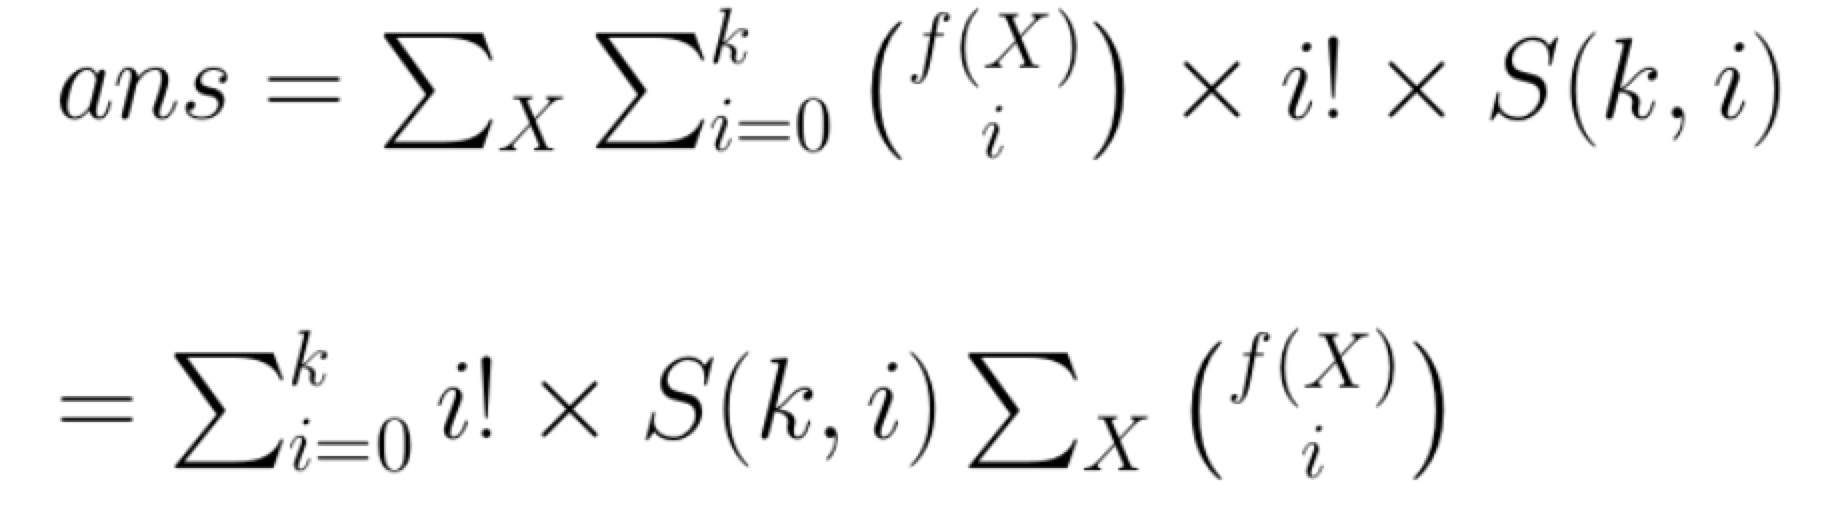 ans = ∑_X ∑_{i=0}^{k} \binom{f(X)}{i} × i! × S(k, i)
= ∑_{i=0}^{k} i! × S(k, i) ∑_X \binom{f(X)}{i}